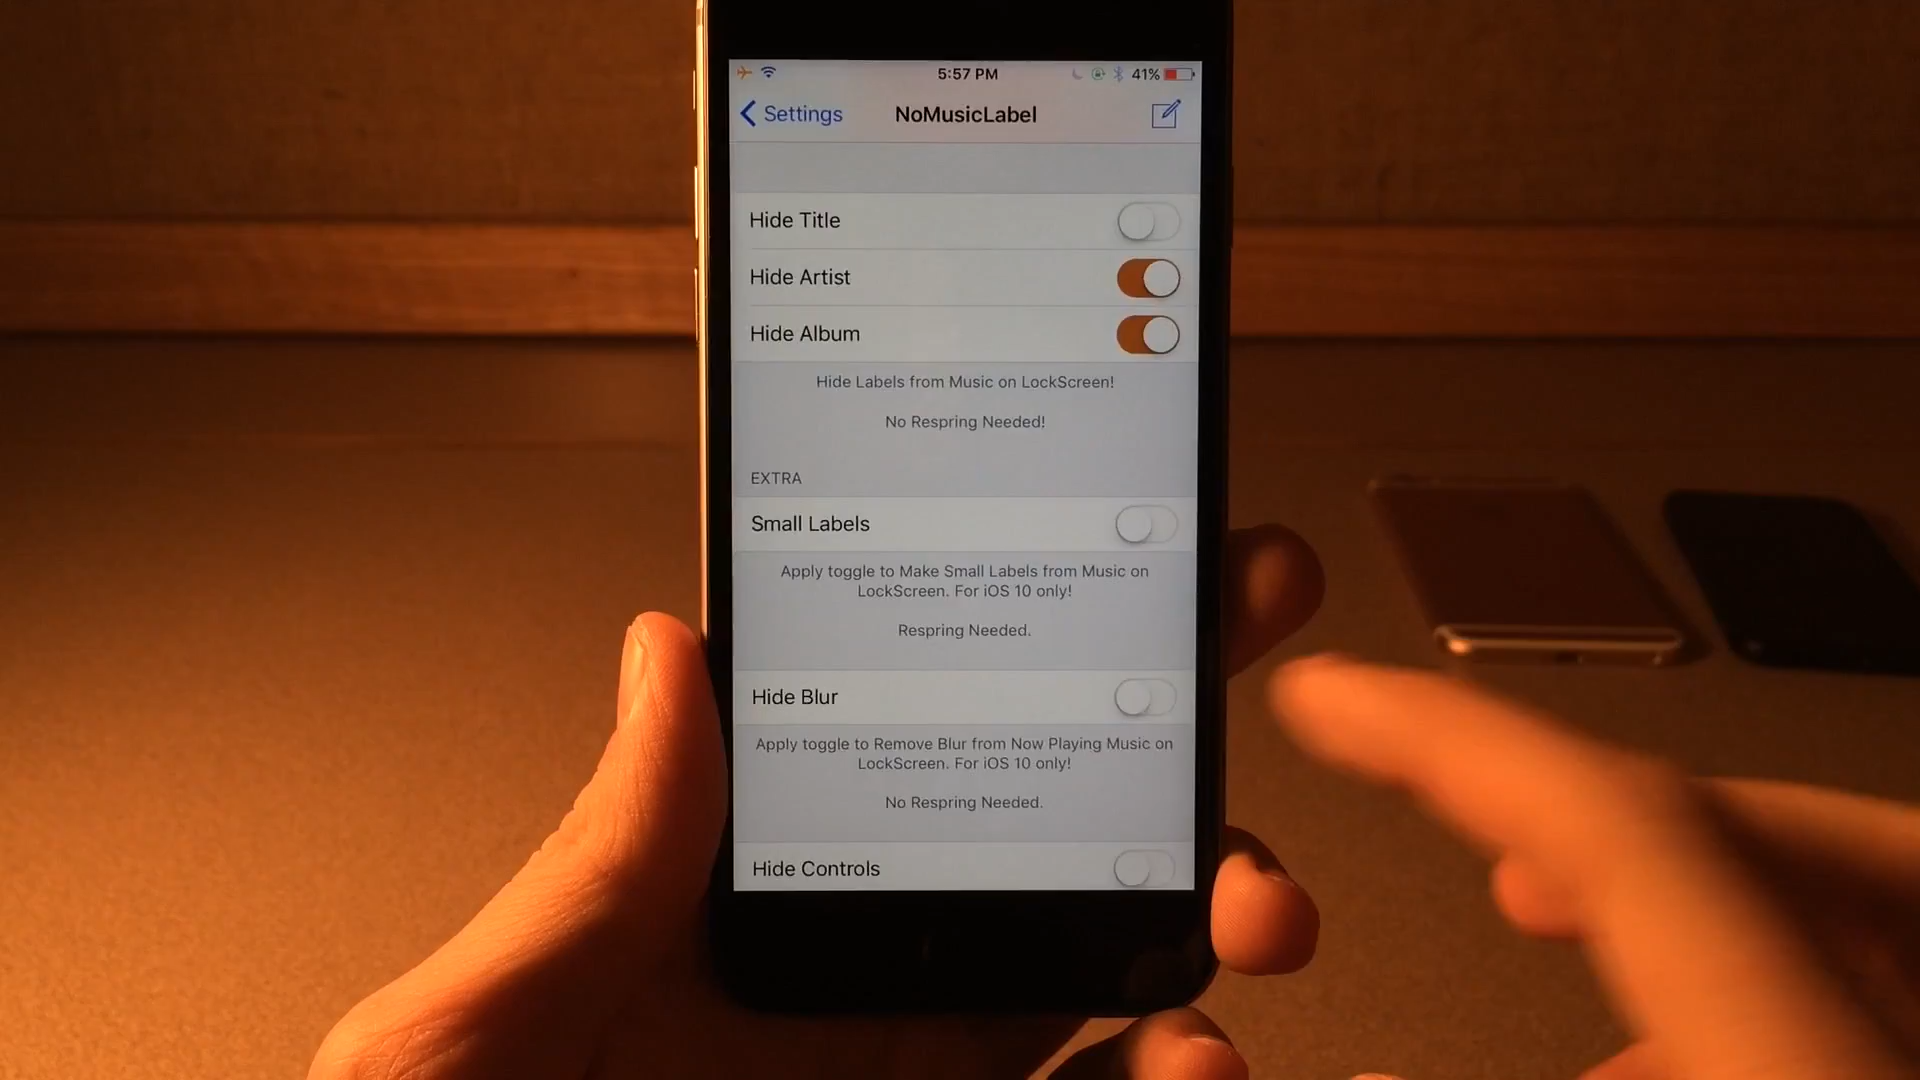 5:57 PM
41%
Settings
NoMusicLabel
Hide Title
Hide Artist
Hide Album
Hide Labels from Music on LockScreen!
No Respring Needed!
EXTRA
Small Labels
Apply toggle to Make Small Labels from Music on
LockScreen. For iOS 10 only!
Respring Needed.
Hide Blur
Apply toggle to Remove Blur from Now Playing Music on
LockScreen. For iOS 10 only!
No Respring Needed.
Hide Controls